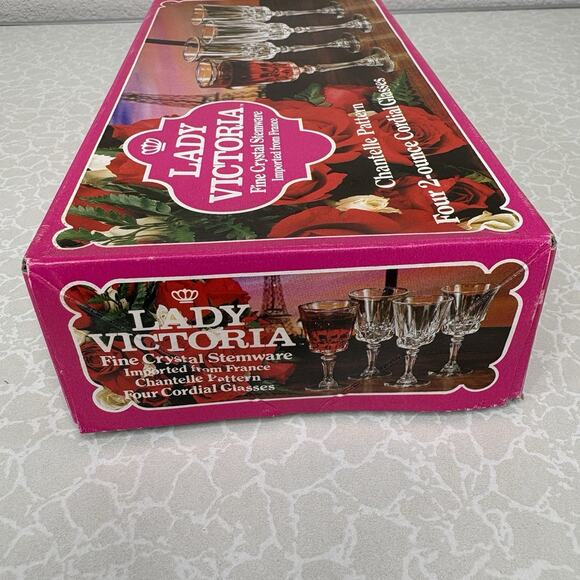 LADY
VICTORIA
Fine Crystal Stemware
Imported from France
Chantelle Pattern
Four 2-ounce Cordial Glasses
LADY
VICTORIA
Fine Crystal Stemware
Imported from France
Chantelle Pattern
Four Cordial Glasses